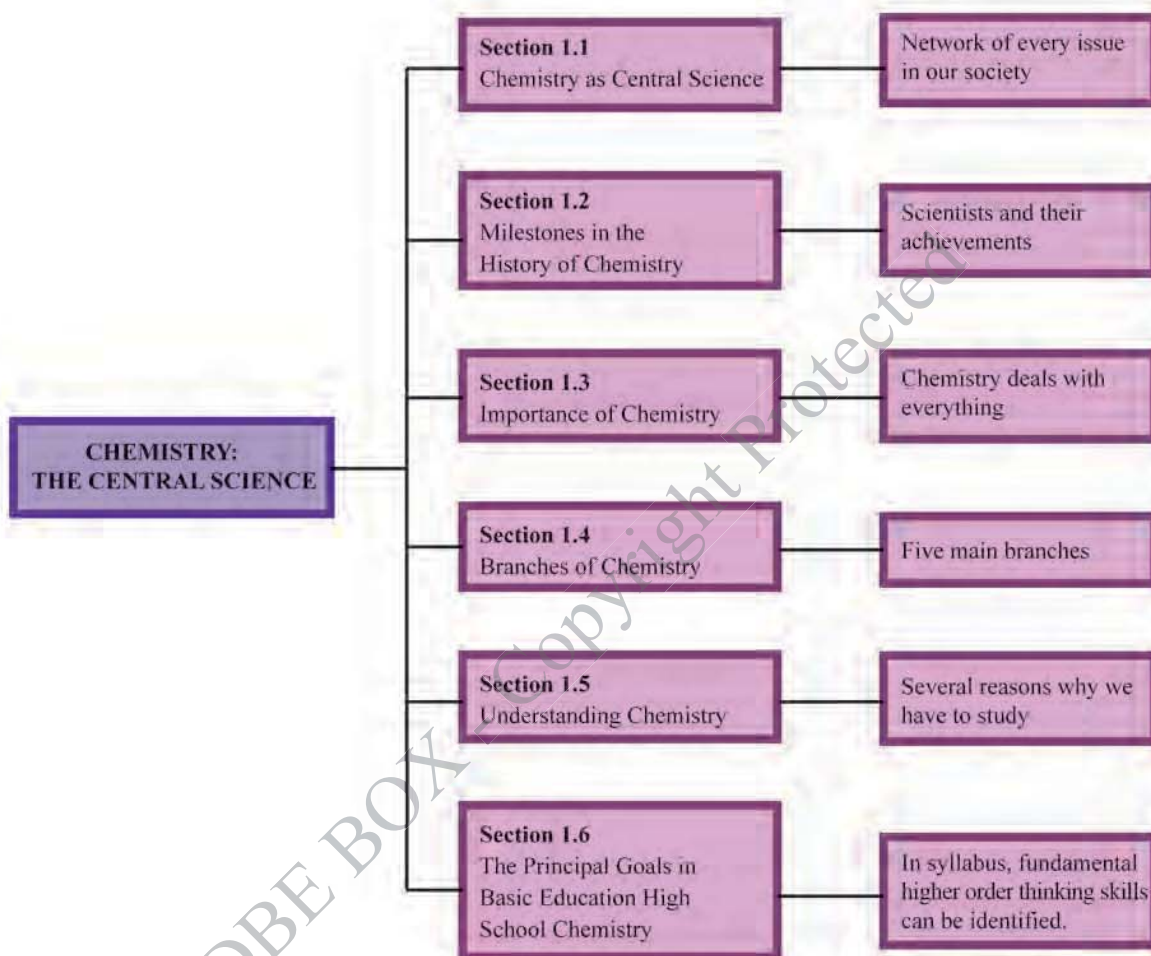 CHEMISTRY:
THE CENTRAL SCIENCE
Section 1.1
Chemistry as Central Science
Network of every issue
in our society
Section 1.2
Milestones in the
History of Chemistry
Scientists and their
achievements
Section 1.3
Importance of Chemistry
Chemistry deals with
everything
Section 1.4
Branches of Chemistry
Five main branches
Section 1.5
Understanding Chemistry
Several reasons why we
have to study
Section 1.6
The Principal Goals in
Basic Education High
School Chemistry
In syllabus, fundamental
higher order thinking skills
can be identified.
OBE BOX - Copyright Protected